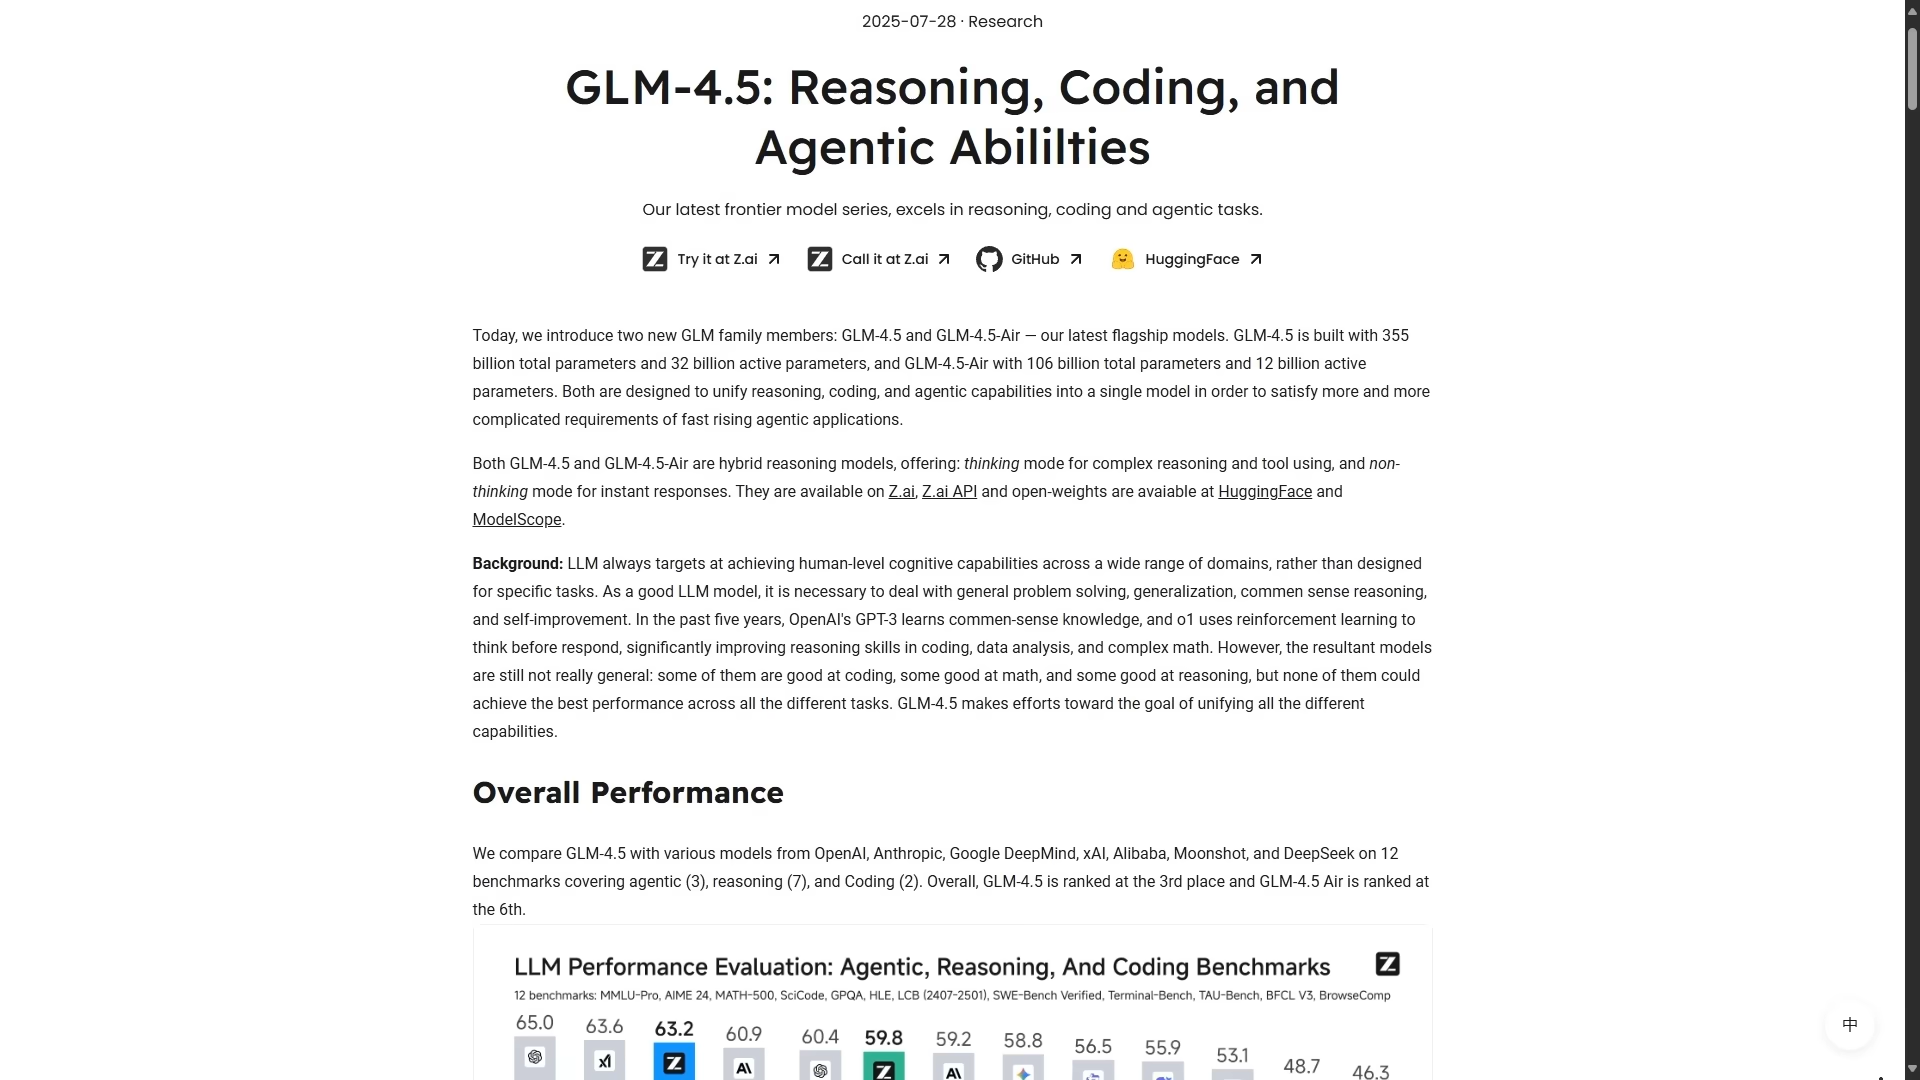 2025-07-28 · Research
GLM-4.5: Reasoning, Coding, and
Agentic Abililties
Our latest frontier model series, excels in reasoning, coding and agentic tasks.
Try it at Z.ai
Call it at Z.ai
GitHub
HuggingFace
Today, we introduce two new GLM family members: GLM-4.5 and GLM-4.5-Air — our latest flagship models. GLM-4.5 is built with 355
billion total parameters and 32 billion active parameters, and GLM-4.5-Air with 106 billion total parameters and 12 billion active
parameters. Both are designed to unify reasoning, coding, and agentic capabilities into a single model in order to satisfy more and more
complicated requirements of fast rising agentic applications.
Both GLM-4.5 and GLM-4.5-Air are hybrid reasoning models, offering: thinking mode for complex reasoning and tool using, and non-
thinking mode for instant responses. They are available on Z.ai, Z.ai API and open-weights are avaiable at HuggingFace and
ModelScope.
Background: LLM always targets at achieving human-level cognitive capabilities across a wide range of domains, rather than designed
for specific tasks. As a good LLM model, it is necessary to deal with general problem solving, generalization, commen sense reasoning,
and self-improvement. In the past five years, OpenAI's GPT-3 learns commen-sense knowledge, and o1 uses reinforcement learning to
think before respond, significantly improving reasoning skills in coding, data analysis, and complex math. However, the resultant models
are still not really general: some of them are good at coding, some good at math, and some good at reasoning, but none of them could
achieve the best performance across all the different tasks. GLM-4.5 makes efforts toward the goal of unifying all the different
capabilities.
Overall Performance
We compare GLM-4.5 with various models from OpenAI, Anthropic, Google DeepMind, xAI, Alibaba, Moonshot, and DeepSeek on 12
benchmarks covering agentic (3), reasoning (7), and Coding (2). Overall, GLM-4.5 is ranked at the 3rd place and GLM-4.5 Air is ranked at
the 6th.
LLM Performance Evaluation: Agentic, Reasoning, And Coding Benchmarks
12 benchmarks: MMLU-Pro, AIME 24, MATH-500, SciCode, GPQA, HLE, LCB (2407-2501), SWE-Bench Verified, Terminal-Bench, TAU-Bench, BFCL V3, BrowseComp
65.0 63.6 63.2 60.9 60.4 59.8 59.2 58.8 56.5 55.9 53.1 48.7 46.3
中